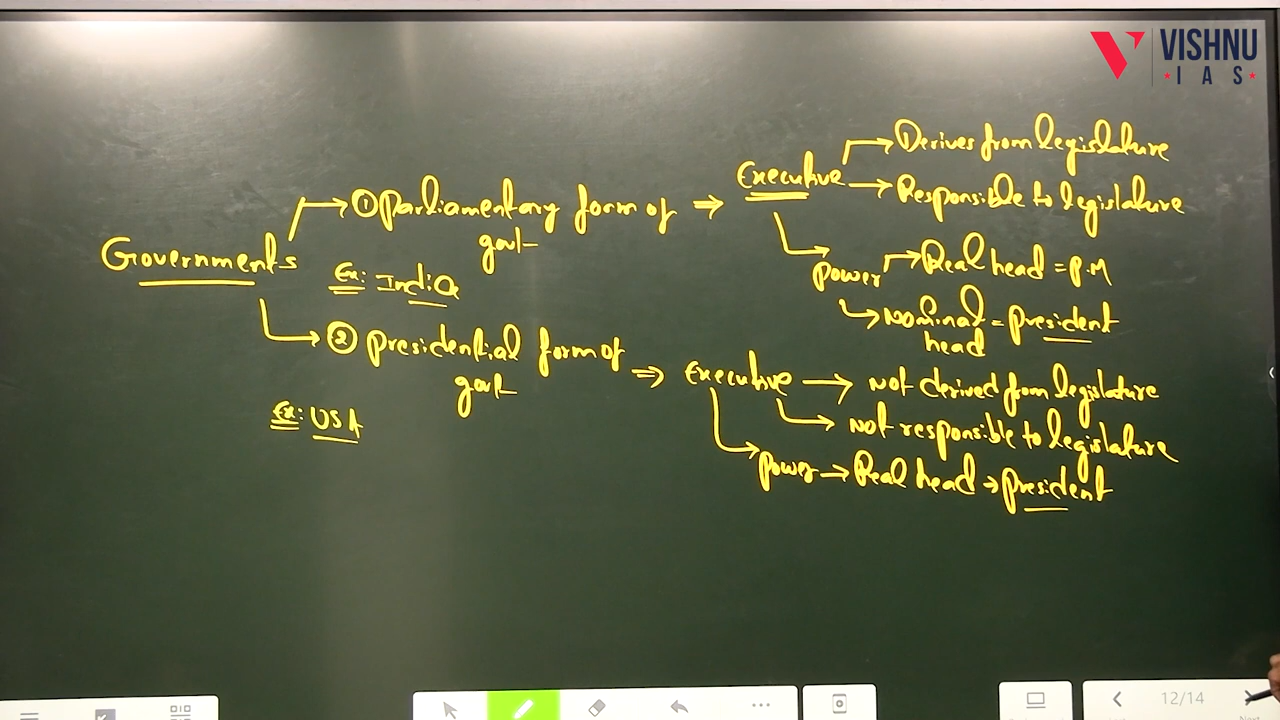 VISHNU
IAS
Governments
① Parliamentary form of
govt
Ex: India
⇒ Executive
→ Derives from legislature
→ Responsible to legislature
Power
→ Real head = P.M
→ Nominal = President
head
② Presidential form of
govt
Ex: USA
⇒ Executive → Not derived from legislature
→ Not responsible to legislature
Power → Real head → President
12/14